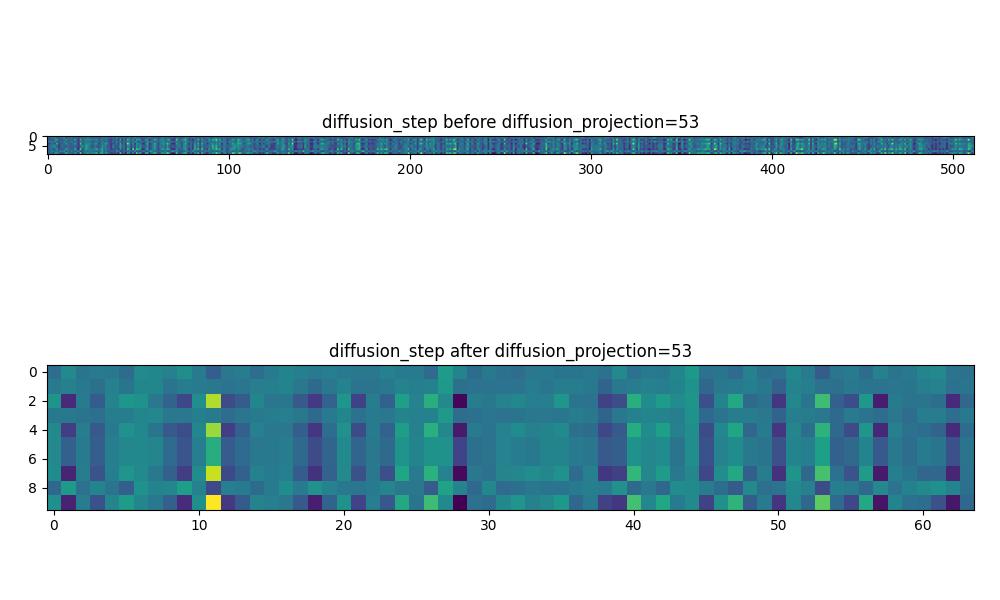 diffusion_step before diffusion_projection=53
0
5
0 100 200 300 400 500
diffusion_step after diffusion_projection=53
0
2
4
6
8
0 10 20 30 40 50 60